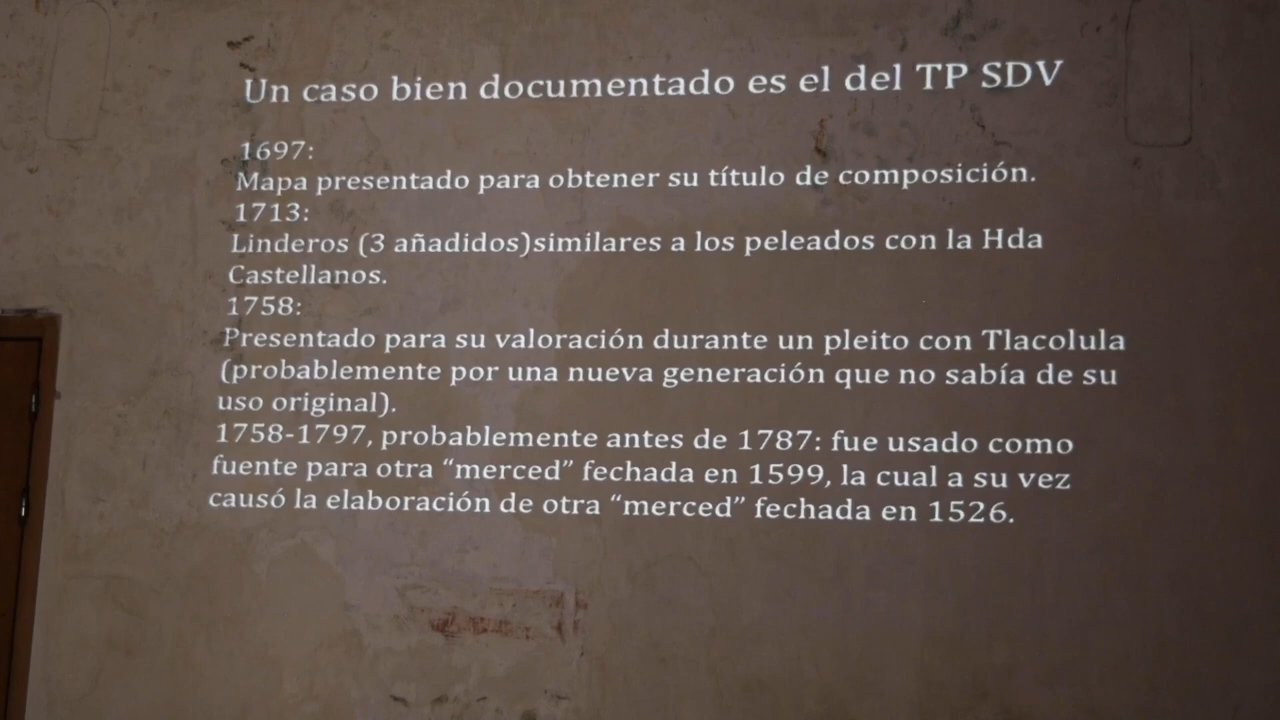 Un caso bien documentado es el del TP SDV
1697:
Mapa presentado para obtener su título de composición.
1713:
Linderos (3 añadidos)similares a los peleados con la Hda
Castellanos.
1758:
Presentado para su valoración durante un pleito con Tlacolula
(probablemente por una nueva generación que no sabía de su
uso original).
1758-1797, probablemente antes de 1787: fue usado como
fuente para otra “merced” fechada en 1599, la cual a su vez
causó la elaboración de otra “merced” fechada en 1526.